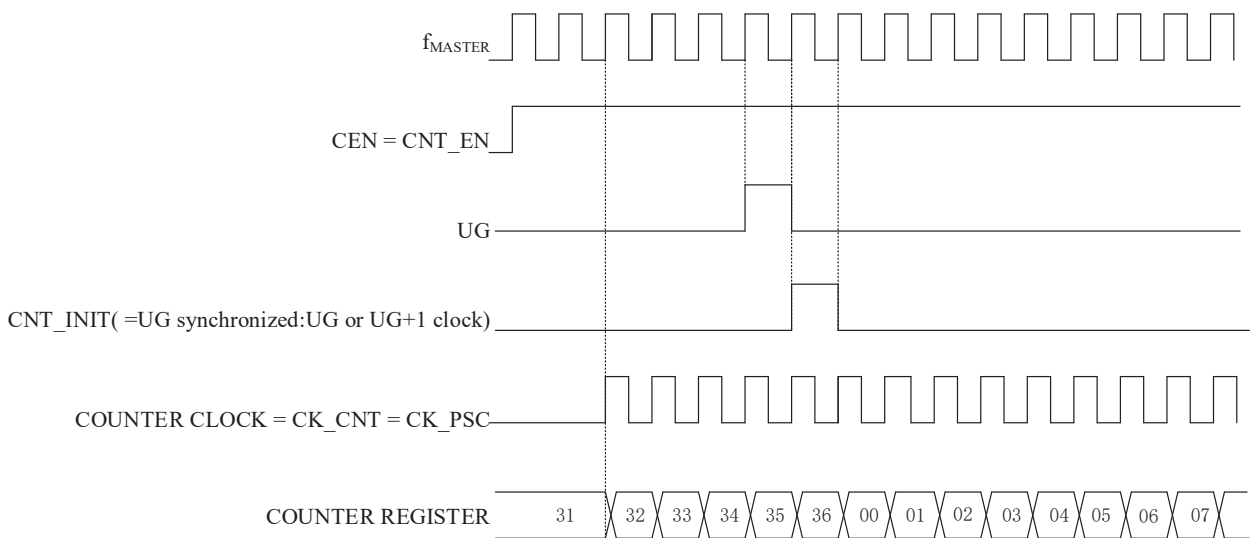 fMASTER
CEN = CNT_EN
UG
CNT_INIT( =UG synchronized:UG or UG+1 clock)
COUNTER CLOCK = CK_CNT = CK_PSC
COUNTER REGISTER 31 32 33 34 35 36 00 01 02 03 04 05 06 07